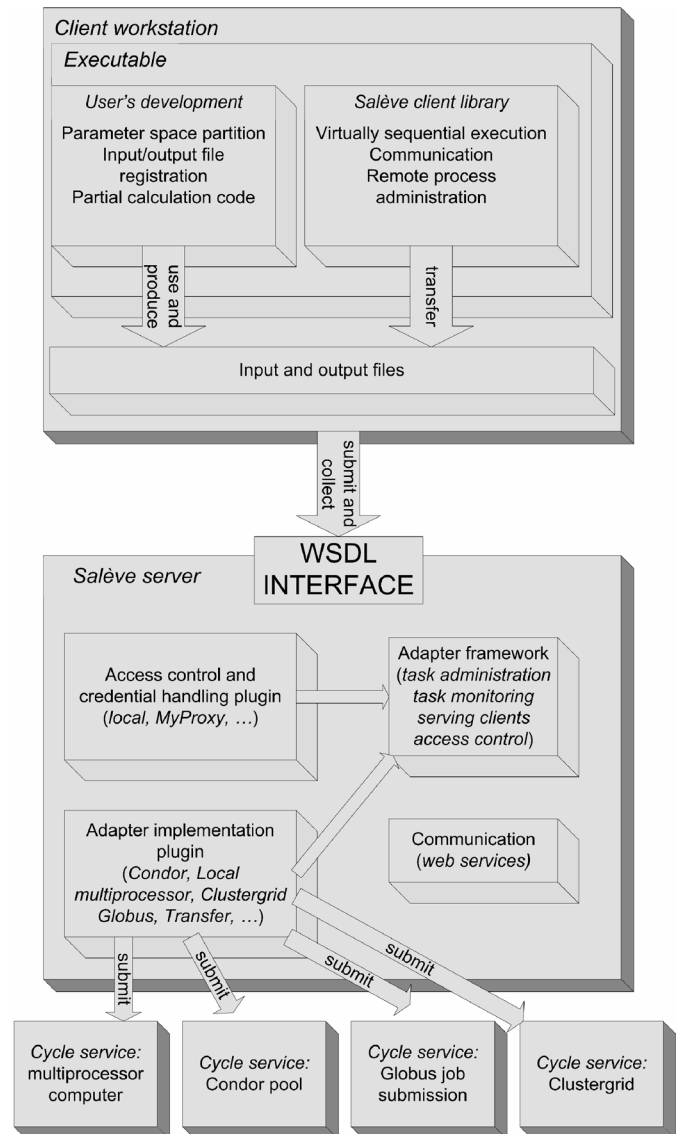 Client workstation
Executable
User's development
Parameter space partition
Input/output file
registration
Partial calculation code
Salève client library
Virtually sequential execution
Communication
Remote process
administration
use and
produce
transfer
Input and output files
submit and
collect
WSDL
INTERFACE
Salève server
Access control and
credential handling plugin
(local, MyProxy, …)
Adapter framework
(task administration
task monitoring
serving clients
access control)
Adapter implementation
plugin
(Condor, Local
multiprocessor, Clustergrid
Globus, Transfer, …)
Communication
(web services)
submit
submit
submit
submit
Cycle service:
multiprocessor
computer
Cycle service:
Condor pool
Cycle service:
Globus job
submission
Cycle service:
Clustergrid